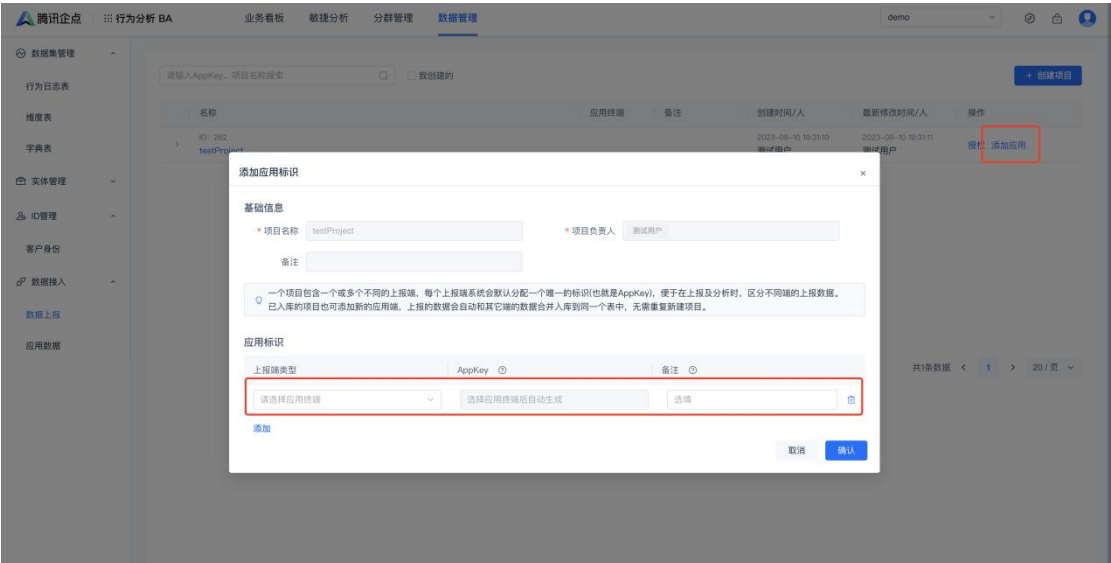 腾讯企点 行为分析 BA 业务看板 敏捷分析 分群管理 数据管理 demo
数据集管理
行为日志表
维度表
字典表
实体管理
ID管理
客户身份
数据接入
数据上报
应用数据
请输入AppKey、项目名称搜索 我创建的 + 创建项目
名称 应用终端 备注 创建时间/人 最新修改时间/人 操作
ID: 262 2023-08-10 19:31:10 2023-08-10 19:31:11
testProject 测试用户 测试用户 授权 添加应用
添加应用标识 ×
基础信息
* 项目名称 testProject * 项目负责人 测试用户
备注
一个项目包含一个或多个不同的上报端，每个上报端系统会默认分配一个唯一的标识(也就是AppKey)，便于在上报及分析时，区分不同端的上报数据。
已入库的项目也可添加新的应用端，上报的数据会自动和其它端的数据合并入库到同一个表中，无需重复新建项目。
应用标识
上报端类型 AppKey 备注
请选择应用终端 选择应用终端后自动生成 选填
添加
取消 确认
共1条数据 < 1 > 20 / 页